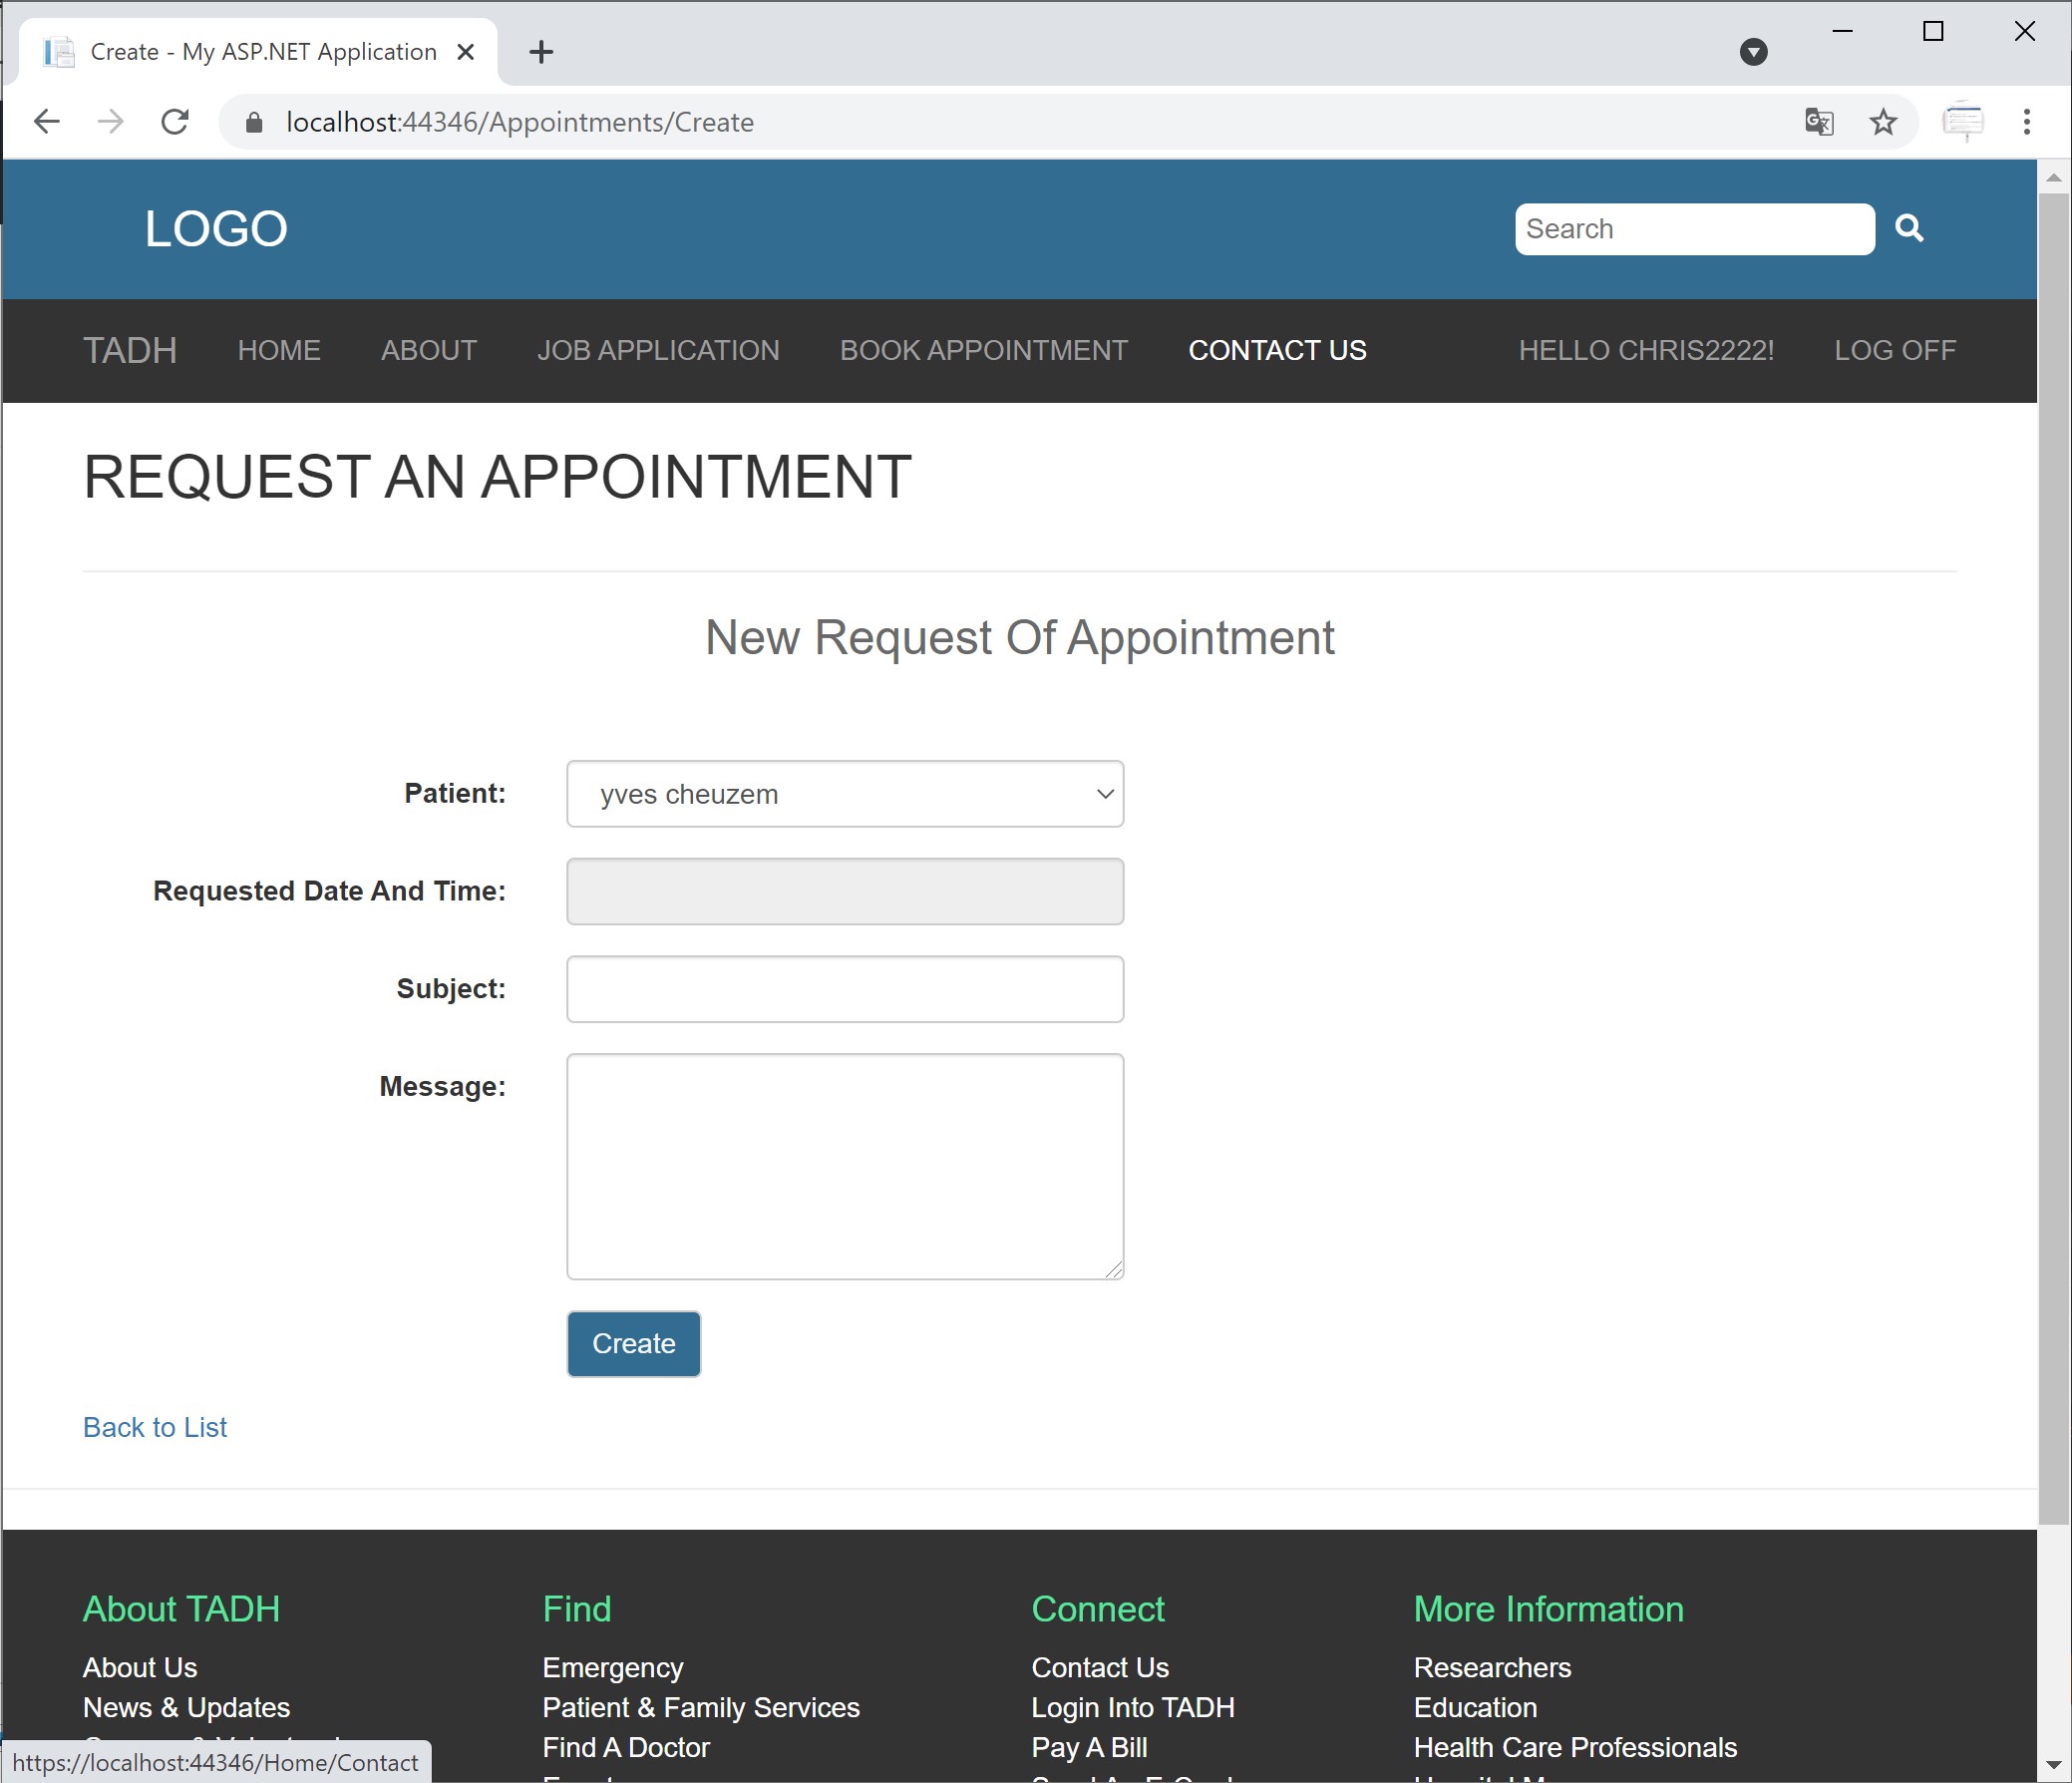 Create - My ASP.NET Application
localhost:44346/Appointments/Create
LOGO
Search
TADH HOME ABOUT JOB APPLICATION BOOK APPOINTMENT CONTACT US HELLO CHRIS2222! LOG OFF
REQUEST AN APPOINTMENT
New Request Of Appointment
Patient: yves cheuzem
Requested Date And Time:
Subject:
Message:
Create
Back to List
About TADH Find Connect More Information
About Us Emergency Contact Us Researchers
News & Updates Patient & Family Services Login Into TADH Education
Find A Doctor Pay A Bill Health Care Professionals
https://localhost:44346/Home/Contact